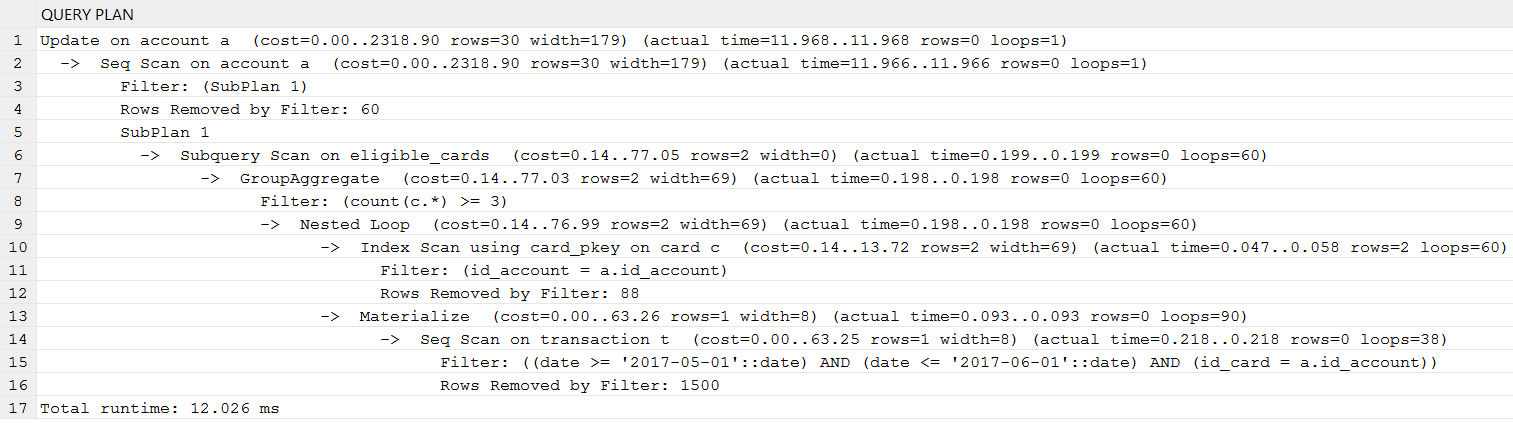 QUERY PLAN
1 Update on account a (cost=0.00..2318.90 rows=30 width=179) (actual time=11.968..11.968 rows=0 loops=1)
2 -> Seq Scan on account a (cost=0.00..2318.90 rows=30 width=179) (actual time=11.966..11.966 rows=0 loops=1)
3 Filter: (SubPlan 1)
4 Rows Removed by Filter: 60
5 SubPlan 1
6 -> Subquery Scan on eligible_cards (cost=0.14..77.05 rows=2 width=0) (actual time=0.199..0.199 rows=0 loops=60)
7 -> GroupAggregate (cost=0.14..77.03 rows=2 width=69) (actual time=0.198..0.198 rows=0 loops=60)
8 Filter: (count(c.*) >= 3)
9 -> Nested Loop (cost=0.14..76.99 rows=2 width=69) (actual time=0.198..0.198 rows=0 loops=60)
10 -> Index Scan using card_pkey on card c (cost=0.14..13.72 rows=2 width=69) (actual time=0.047..0.058 rows=2 loops=60)
11 Filter: (id_account = a.id_account)
12 Rows Removed by Filter: 88
13 -> Materialize (cost=0.00..63.26 rows=1 width=8) (actual time=0.093..0.093 rows=0 loops=90)
14 -> Seq Scan on transaction t (cost=0.00..63.25 rows=1 width=8) (actual time=0.218..0.218 rows=0 loops=38)
15 Filter: ((date >= '2017-05-01'::date) AND (date <= '2017-06-01'::date) AND (id_card = a.id_account))
16 Rows Removed by Filter: 1500
17 Total runtime: 12.026 ms